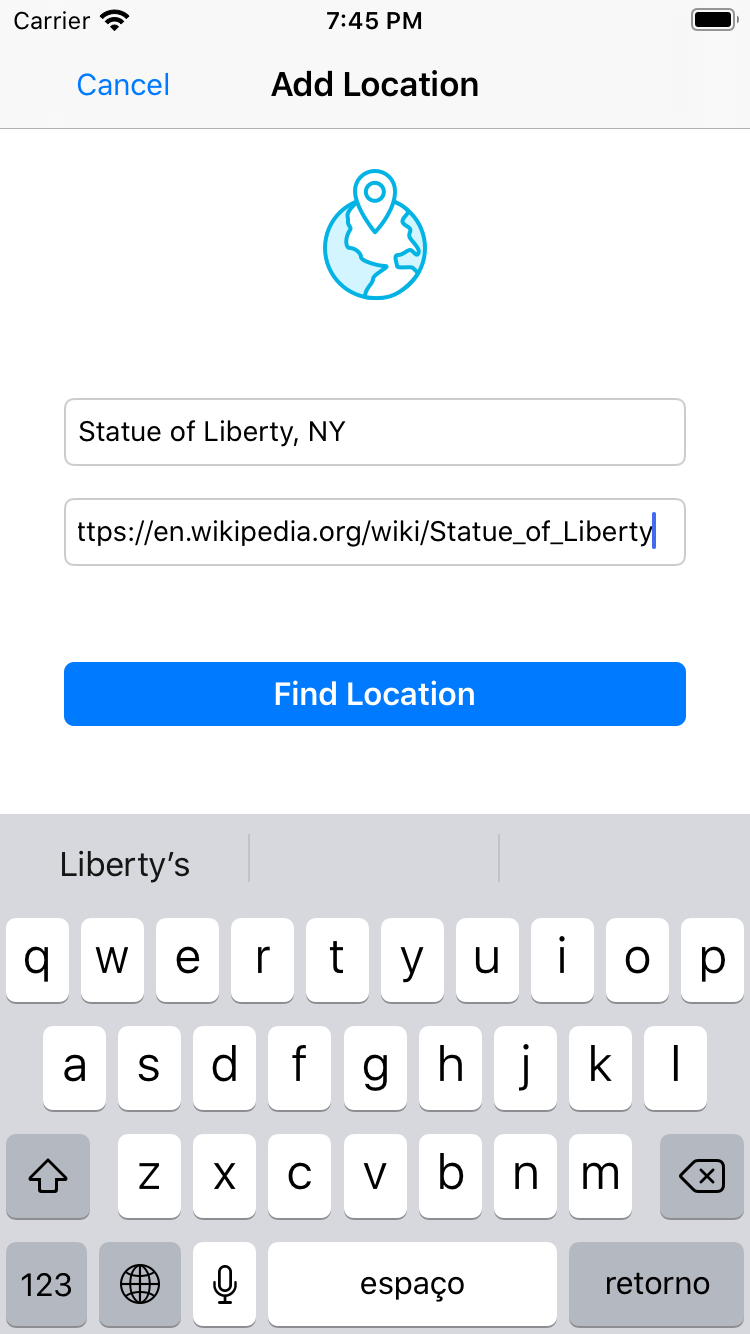 Carrier 7:45 PM
Cancel Add Location
Statue of Liberty, NY
ttps://en.wikipedia.org/wiki/Statue_of_Liberty
Find Location
Liberty’s
q w e r t y u i o p
a s d f g h j k l
z x c v b n m
123 espaço retorno